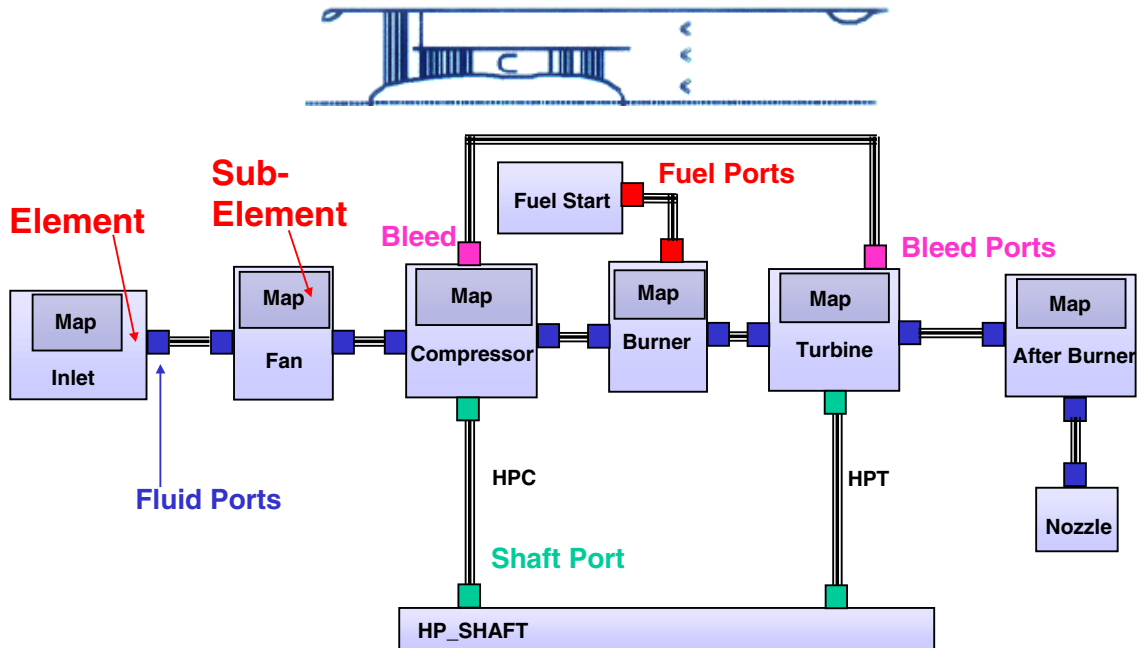 Sub-
Element
Element
Fuel Ports
Fuel Start
Bleed
Bleed Ports
Map
Inlet
Map
Fan
Map
Compressor
Map
Burner
Map
Turbine
Map
After Burner
Fluid Ports
HPC
HPT
Nozzle
Shaft Port
HP_SHAFT